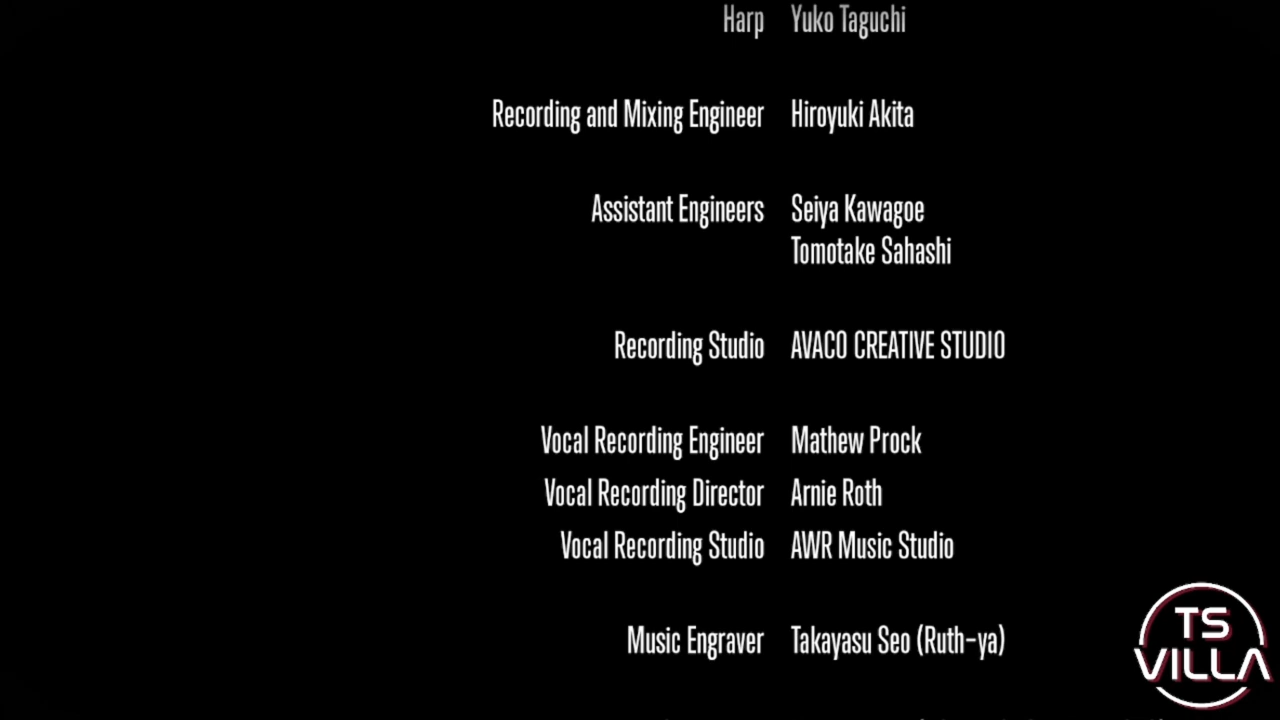 Harp Yuko Taguchi
Recording and Mixing Engineer Hiroyuki Akita
Assistant Engineers Seiya Kawagoe
Tomotake Sahashi
Recording Studio AVACO CREATIVE STUDIO
Vocal Recording Engineer Mathew Prock
Vocal Recording Director Arnie Roth
Vocal Recording Studio AWR Music Studio
Music Engraver Takayasu Seo (Ruth-ya)
TS
VILLA